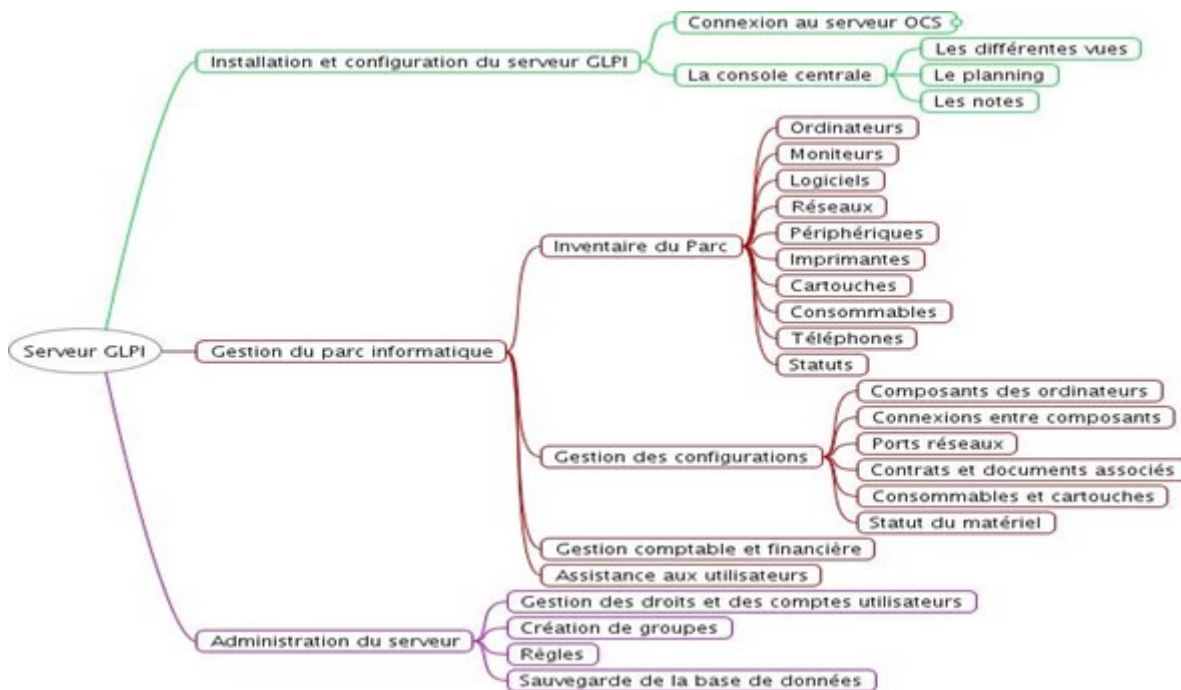 Serveur GLPI
Installation et configuration du serveur GLPI
Connexion au serveur OCS
La console centrale
Les différentes vues
Le planning
Les notes
Gestion du parc informatique
Inventaire du Parc
Ordinateurs
Moniteurs
Logiciels
Réseaux
Périphériques
Imprimantes
Cartouches
Consommables
Téléphones
Statuts
Gestion des configurations
Composants des ordinateurs
Connexions entre composants
Ports réseaux
Contrats et documents associés
Consommables et cartouches
Statut du matériel
Gestion comptable et financière
Assistance aux utilisateurs
Administration du serveur
Gestion des droits et des comptes utilisateurs
Création de groupes
Règles
Sauvegarde de la base de données